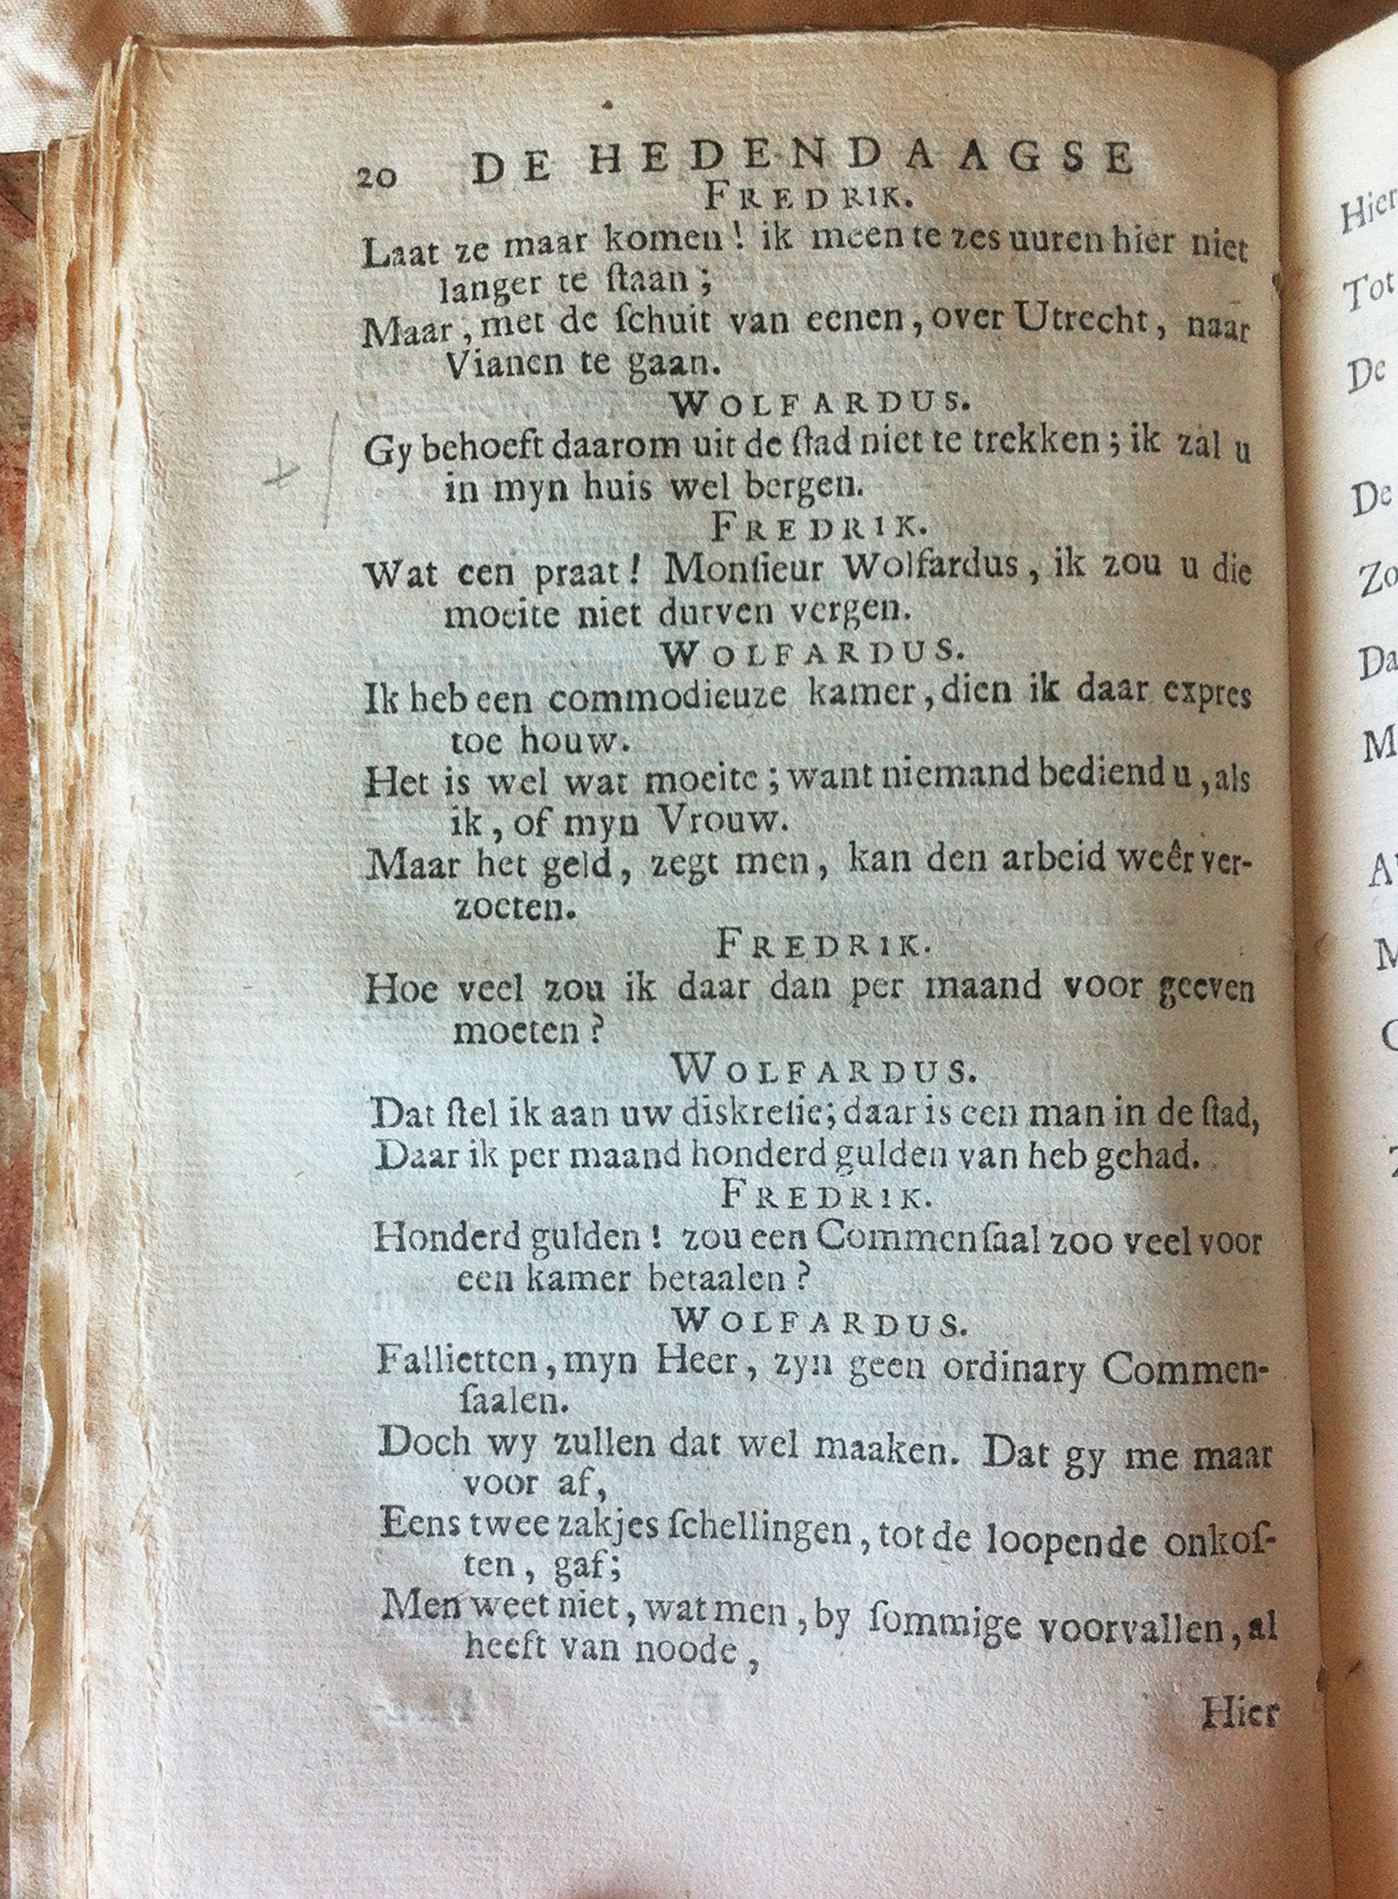 20 DE HEDENDAAGSE
FREDRIK.
Laat ze maar komen! ik meen te zes uuren hier niet
langer te ſtaan;
Maar, met de ſchuit van eenen, over Utrecht, naar
Vianen te gaan.
WOLFARDUS.
Gy behoeft daarom uit de ſtad niet te trekken; ik zal u
in myn huis wel bergen.
FREDRIK.
Wat een praat! Monſieur Wolfardus, ik zou u die
moeite niet durven vergen.
WOLFARDUS.
Ik heb een commodieuze kamer, dien ik daar expres
toe houw.
Het is wel wat moeite; want niemand bediend u, als
ik, of myn Vrouw.
Maar het geld, zegt men, kan den arbeid weêr ver-
zoeten.
FREDRIK.
Hoe veel zou ik daar dan per maand voor geeven
moeten?
WOLFARDUS.
Dat ſtel ik aan uw diskreſie; daar is een man in de ſtad,
Daar ik per maand honderd gulden van heb gehad.
FREDRIK.
Honderd gulden! zou een Commenſaal zoo veel voor
een kamer betaalen?
WOLFARDUS.
Fallietten, myn Heer, zyn geen ordinary Commen-
ſaalen.
Doch wy zullen dat wel maaken. Dat gy me maar
voor af,
Eens twee zakjes ſchellingen, tot de loopende onkoſ-
ten, gaf;
Men weet niet, wat men, by ſommige voorvallen, al
heeft van noode,
Hier
Hier
Tot
De
De
Zo
Da